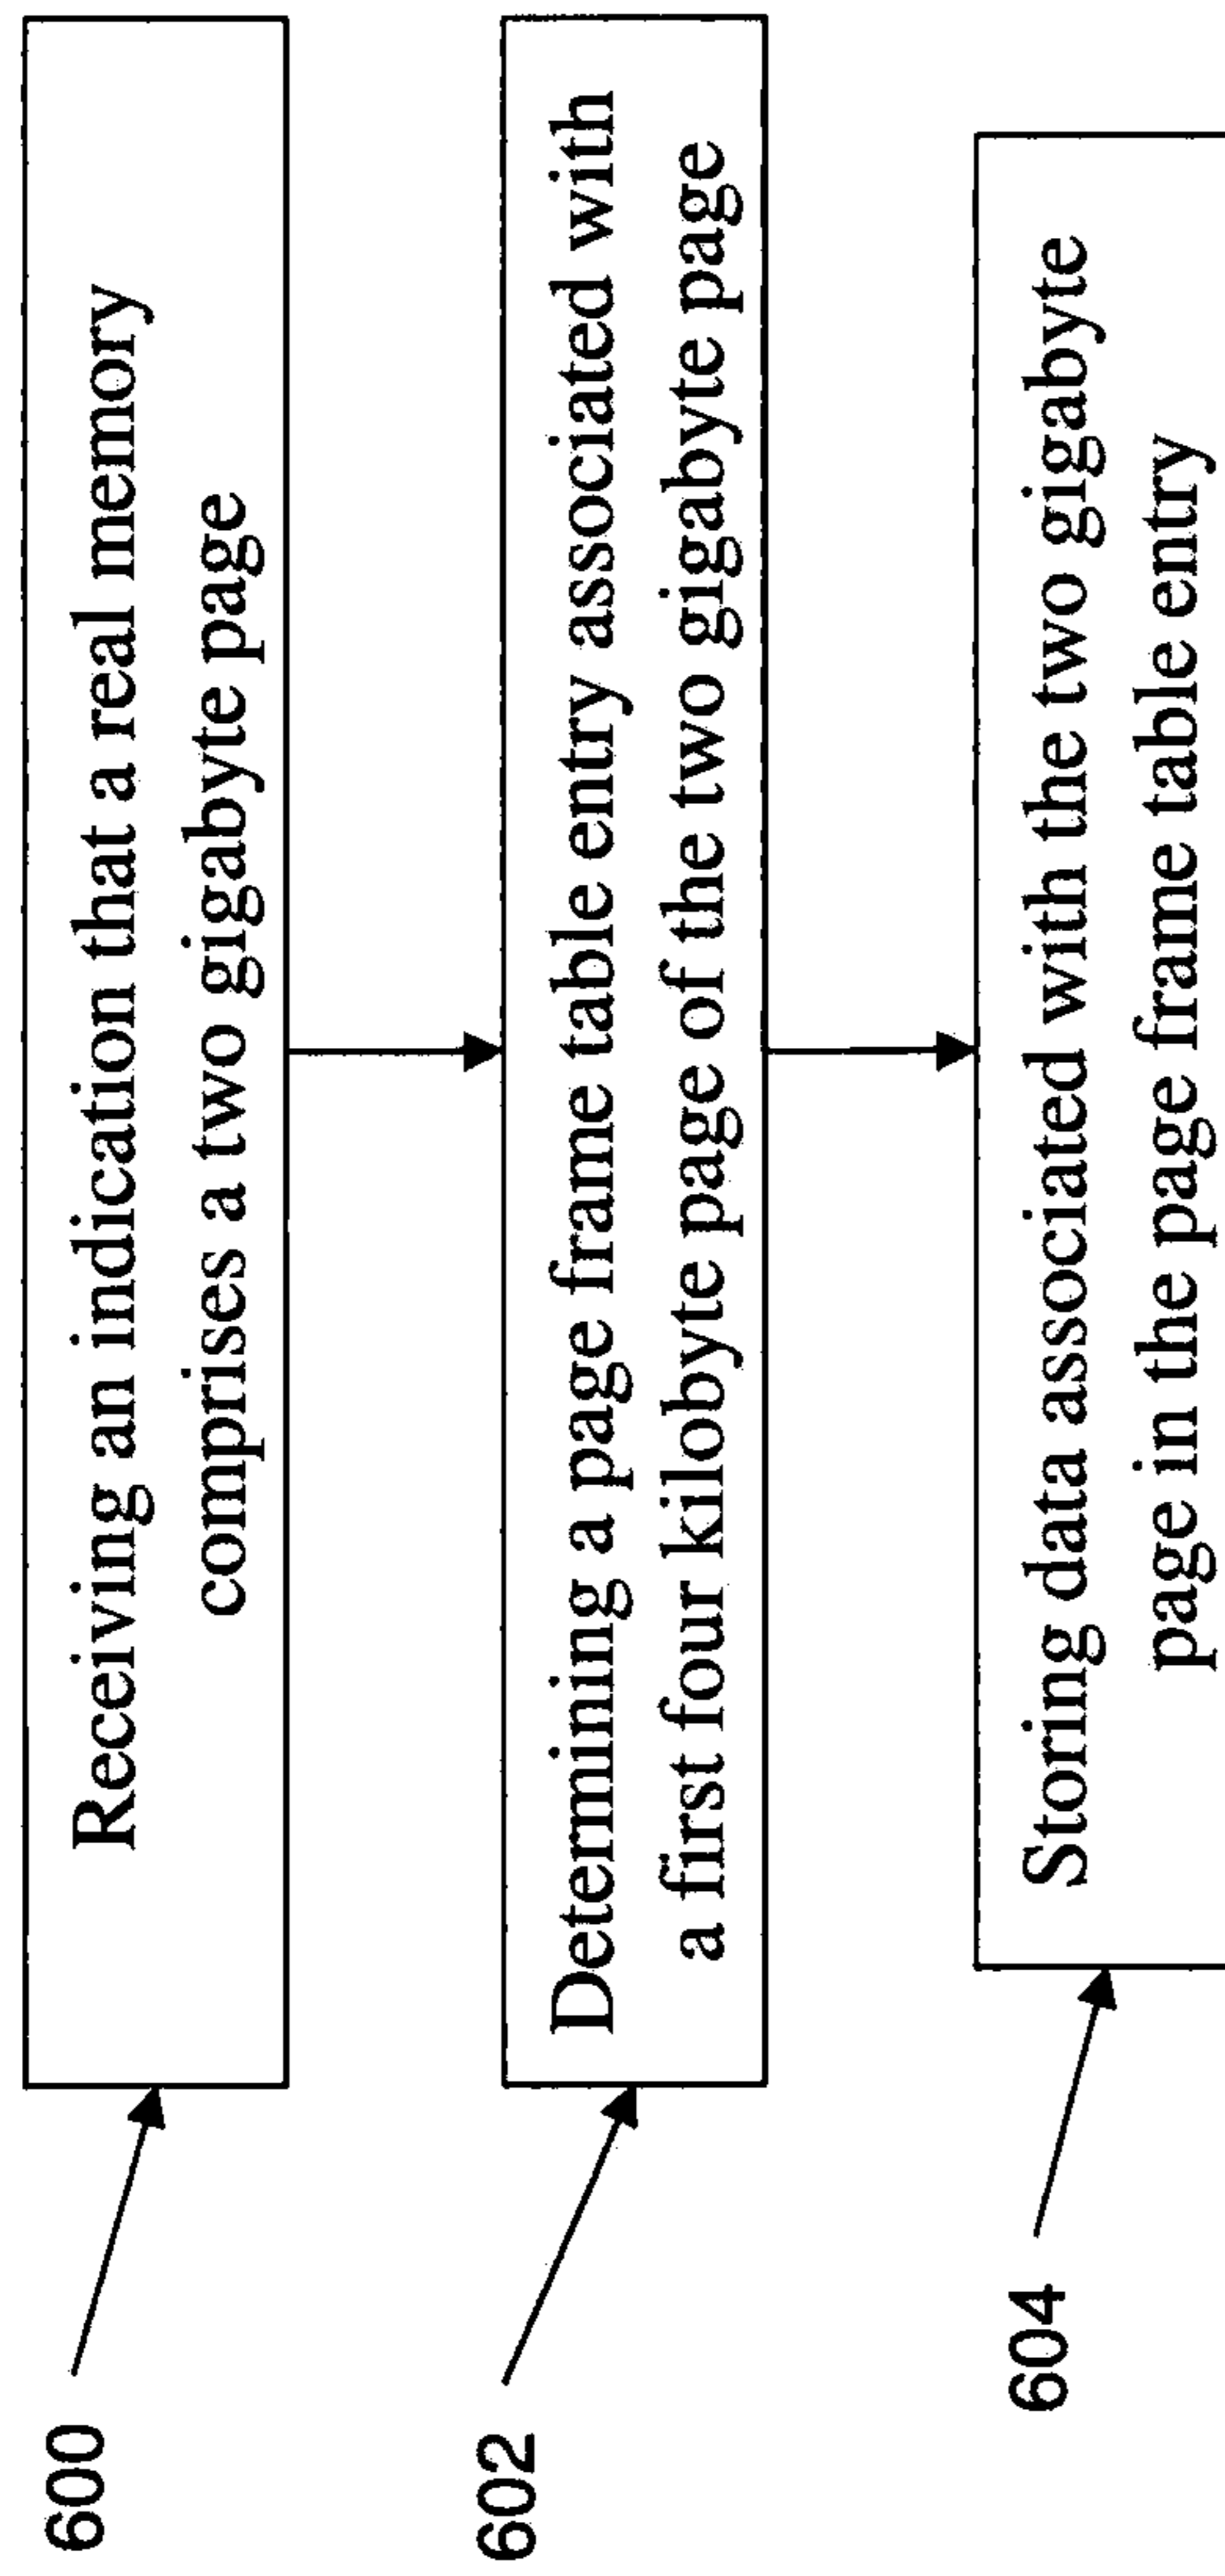 600
Receiving an indication that a real memory
comprises a two gigabyte page
602
Determining a page frame table entry associated with
a first four kilobyte page of the two gigabyte page
604
Storing data associated with the two gigabyte
page in the page frame table entry